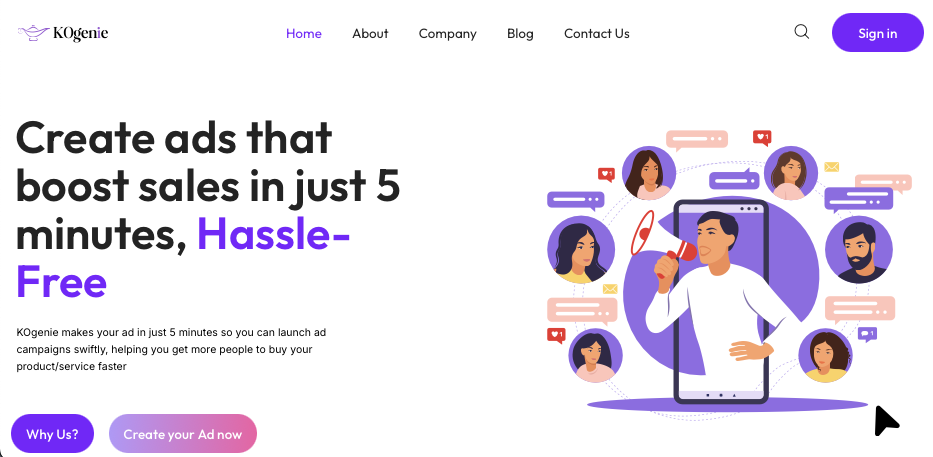 KOgenie
Home
About
Company
Blog
Contact Us
Sign in
Create ads that
boost sales in just 5
minutes, Hassle-
Free
KOgenie makes your ad in just 5 minutes so you can launch ad
campaigns swiftly, helping you get more people to buy your
product/service faster
Why Us?
Create your Ad now
1
1
1
1